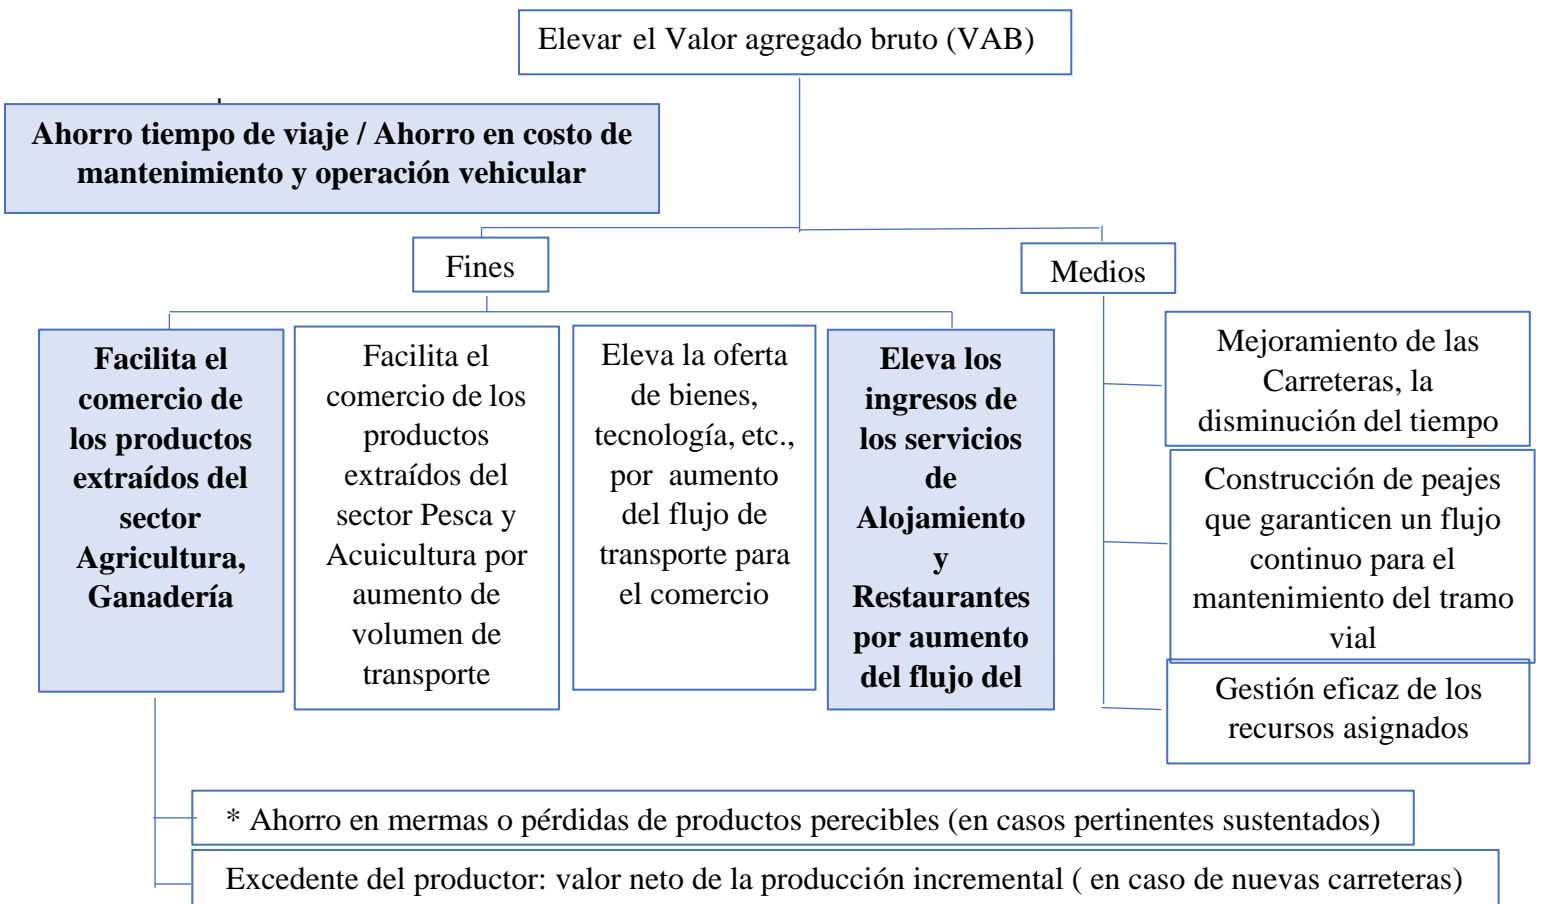 Elevar el Valor agregado bruto (VAB)
Ahorro tiempo de viaje / Ahorro en costo de
mantenimiento y operación vehicular
Fines
Medios
Facilita el
comercio de
los productos
extraídos del
sector
Agricultura,
Ganadería
Facilita el
comercio de los
productos
extraídos del
sector Pesca y
Acuicultura por
aumento de
volumen de
transporte
Eleva la oferta
de bienes,
tecnología, etc.,
por aumento
del flujo de
transporte para
el comercio
Eleva los
ingresos de
los servicios
de
Alojamiento
y
Restaurantes
por aumento
del flujo del
Mejoramiento de las
Carreteras, la
disminución del tiempo
Construcción de peajes
que garanticen un flujo
continuo para el
mantenimiento del tramo
vial
Gestión eficaz de los
recursos asignados
* Ahorro en mermas o pérdidas de productos perecibles (en casos pertinentes sustentados)
Excedente del productor: valor neto de la producción incremental ( en caso de nuevas carreteras)